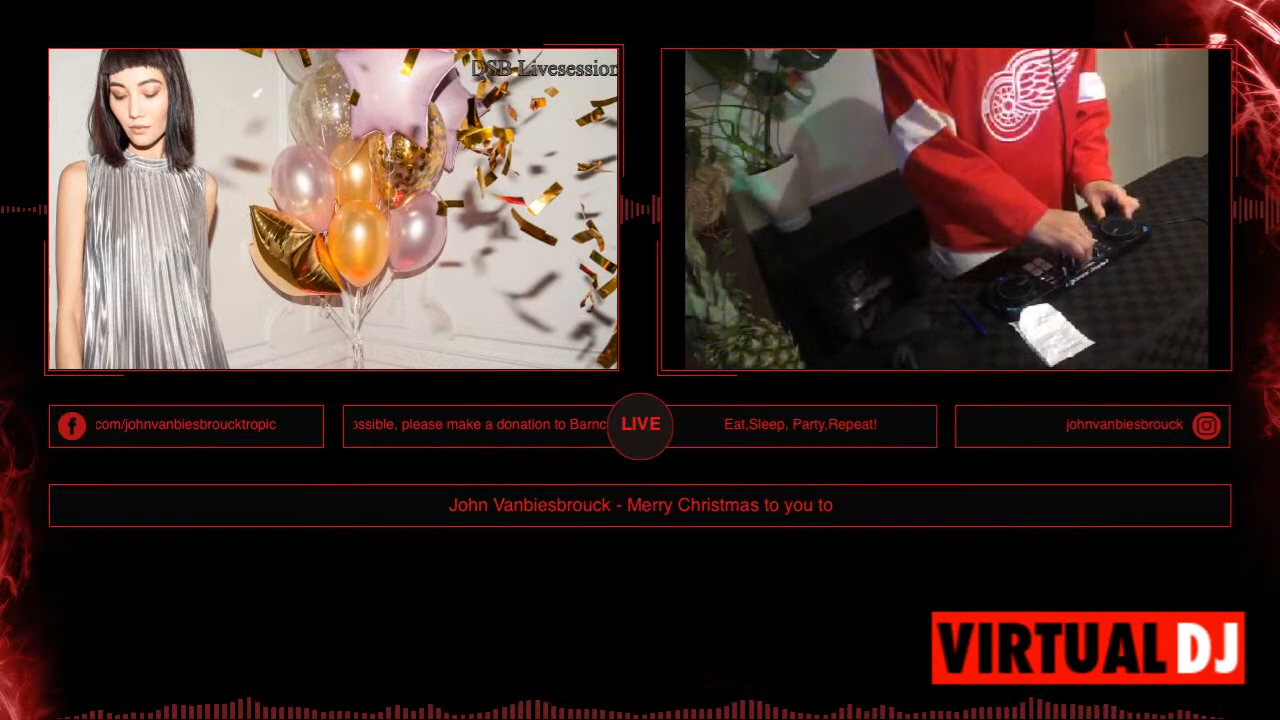 DSB Livesession
com/johnvanbiesbroucktropic
ossible, please make a donation to Barnc
LIVE
Eat,Sleep, Party,Repeat!
johnvanbiesbrouck
John Vanbiesbrouck - Merry Christmas to you to
VIRTUAL DJ